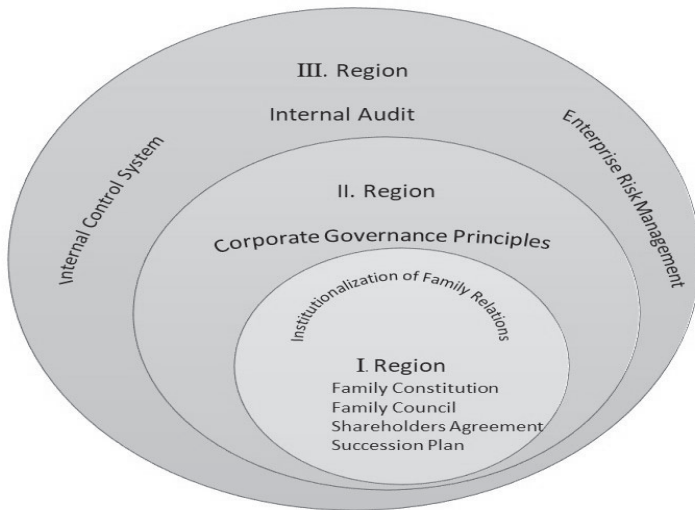 III. Region
Internal Audit
Internal Control System
Enterprise Risk Management
II. Region
Corporate Governance Principles
Institutionalization of Family Relations
I. Region
Family Constitution
Family Council
Shareholders Agreement
Succession Plan